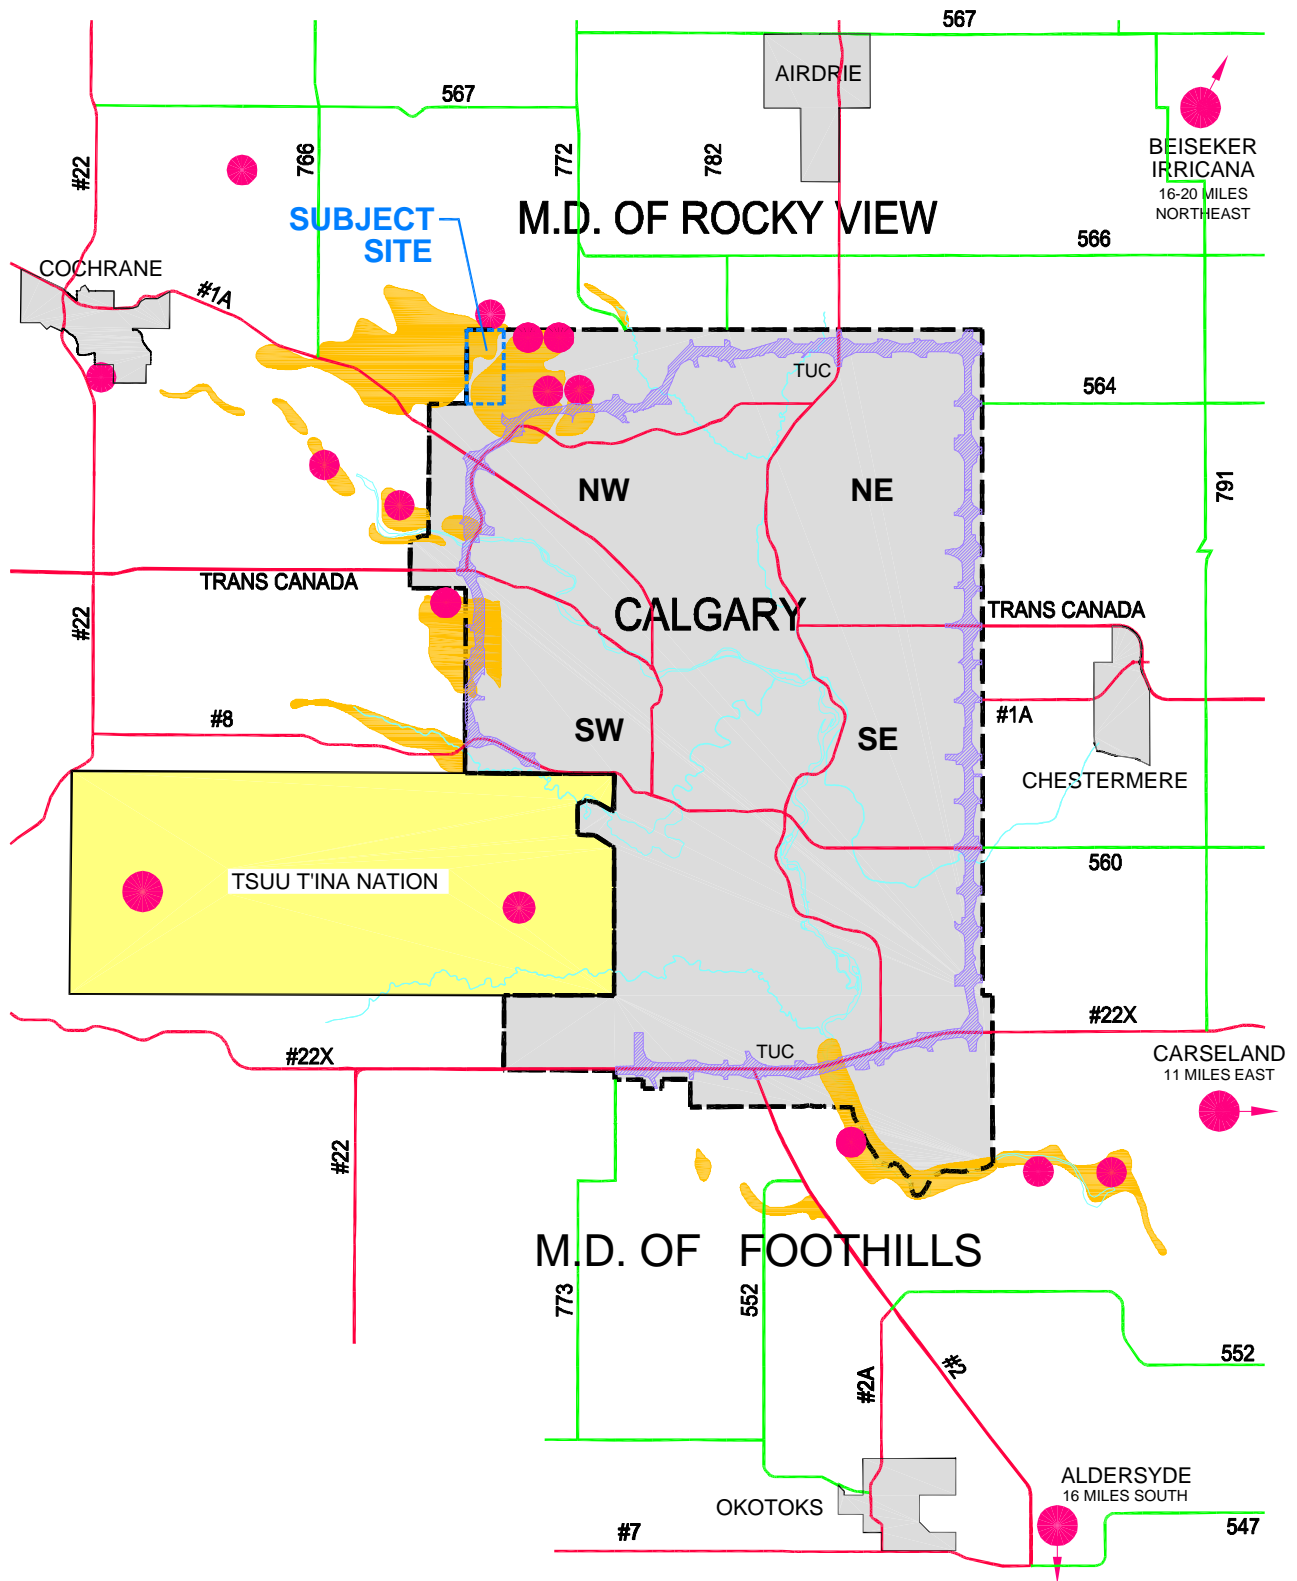 567
AIRDRIE
567
#22
766
772
782
BEISEKER
IRRICANA
16-20 MILES
NORTHEAST
SUBJECT
SITE
M.D. OF ROCKY VIEW
566
COCHRANE
#1A
TUC
564
NW
NE
791
TRANS CANADA
#22
CALGARY
TRANS CANADA
#8
SW
SE
#1A
CHESTERMERE
560
TSUU T'INA NATION
#22X
#22X
TUC
CARSELAND
11 MILES EAST
#22
M.D. OF FOOTHILLS
773
552
552
#2
#2A
ALDERSYDE
16 MILES SOUTH
OKOTOKS
#7
547